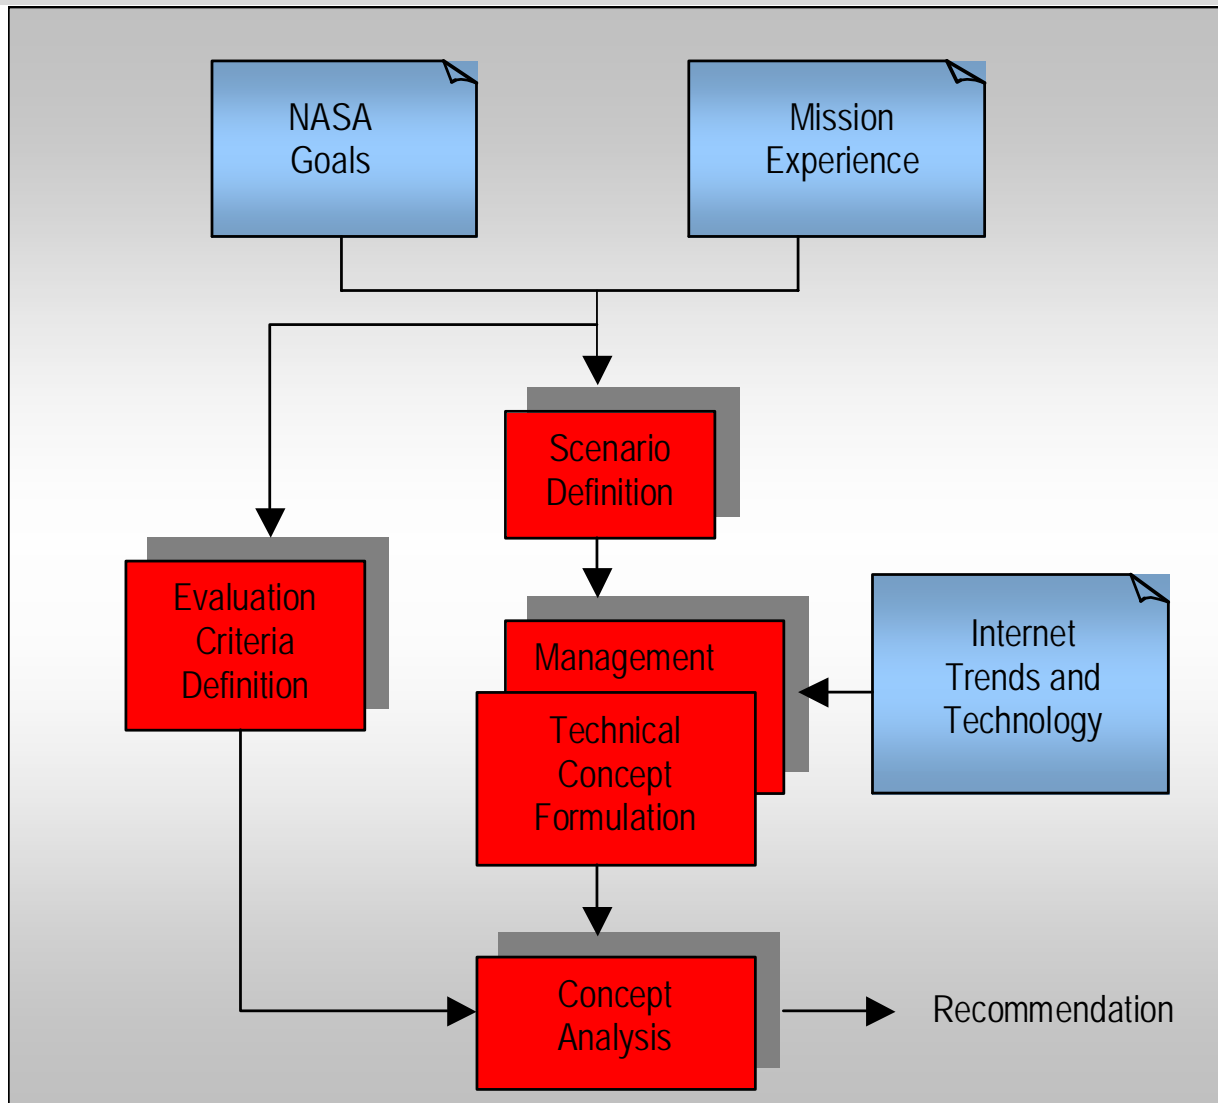 NASA
Goals
Mission
Experience
Scenario
Definition
Evaluation
Criteria
Definition
Management
Technical
Concept
Formulation
Internet
Trends and
Technology
Concept
Analysis
Recommendation